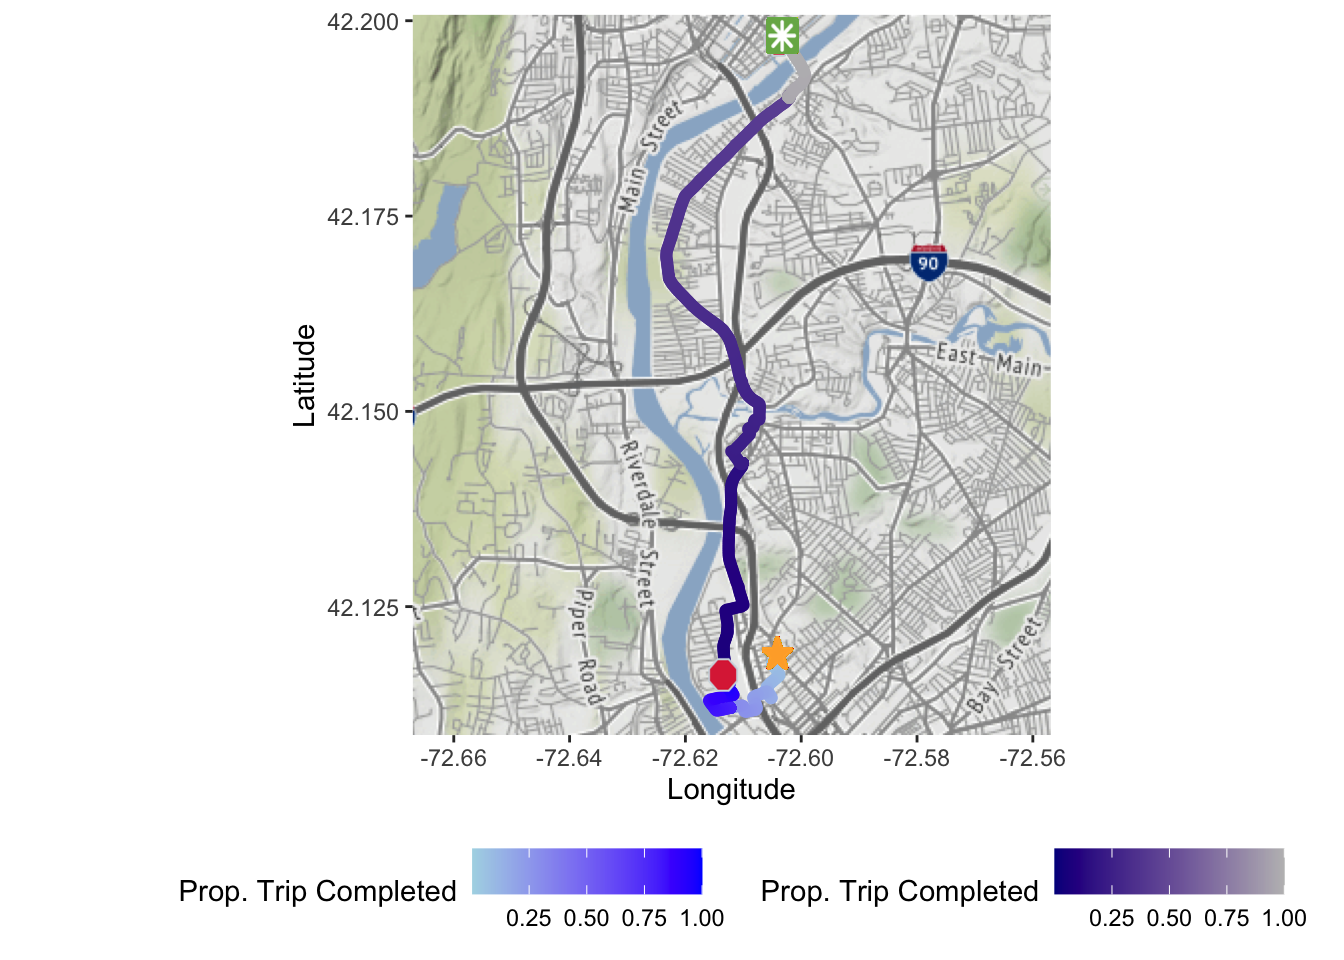 42.200
42.175
42.150
42.125
Latitude
Main Street
90
East Main
Riverdale Street
Piper Road
Bay Street
-72.66 -72.64 -72.62 -72.60 -72.58 -72.56
Longitude
Prop. Trip Completed
0.25 0.50 0.75 1.00
Prop. Trip Completed
0.25 0.50 0.75 1.00